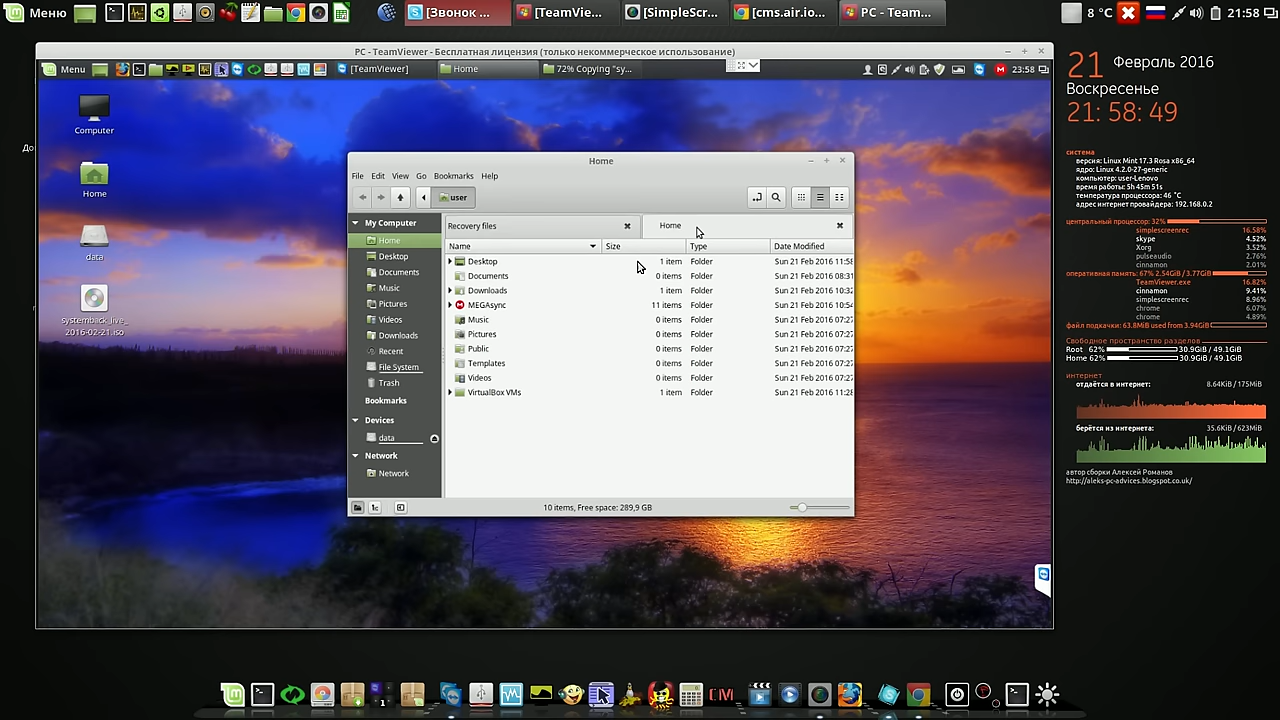 Меню
[Звонок ...
[TeamVie...
[SimpleScr...
[cms.air.io...
PC - Team...
8 °C
21:58
PC - TeamViewer - Бесплатная лицензия (только некоммерческое использование)
Menu
[TeamViewer]
Home
72% Copying "sy...
23:58
Computer
Home
data
systemback_live_
2016-02-21.iso
До
Home
File Edit View Go Bookmarks Help
user
My Computer
Home
Desktop
Documents
Music
Pictures
Videos
Downloads
Recent
File System
Trash
Bookmarks
Devices
data
Network
Network
Recovery files
Home
Name Size Type Date Modified
Desktop 1 item Folder Sun 21 Feb 2016 11:58
Documents 0 items Folder Sun 21 Feb 2016 08:31
Downloads 1 item Folder Sun 21 Feb 2016 10:32
MEGAsync 11 items Folder Sun 21 Feb 2016 10:54
Music 0 items Folder Sun 21 Feb 2016 07:27
Pictures 0 items Folder Sun 21 Feb 2016 07:27
Public 0 items Folder Sun 21 Feb 2016 07:27
Templates 0 items Folder Sun 21 Feb 2016 07:27
Videos 0 items Folder Sun 21 Feb 2016 07:27
VirtualBox VMs 1 item Folder Sun 21 Feb 2016 11:28
10 items, Free space: 289,9 GB
21 Февраль 2016
Воскресенье
21: 58: 49
система
версия: Linux Mint 17.3 Rosa x86_64
ядро: Linux 4.2.0-27-generic
компьютер: user-Lenovo
время работы: 5h 45m 51s
температура процессора: 46 °C
адрес интернет провайдера: 192.168.0.2
центральный процессор: 32%
simplescreenrec 16.58%
skype 4.52%
Xorg 3.52%
pulseaudio 2.76%
cinnamon 2.01%
оперативная память: 67% 2.54GiB / 3.77GiB
TeamViewer.exe 16.82%
cinnamon 9.41%
simplescreenrec 8.96%
chrome 6.07%
chrome 4.89%
файл подкачки: 63.8MiB used from 3.94GiB
Свободное пространство разделов
Root 62% 30.9GiB / 49.1GiB
Home 62% 30.9GiB / 49.1GiB
интернет
отдаётся в интернет: 8.64KiB / 175MiB
берётся из интернета: 35.6KiB / 623MiB
автор сборки Алексей Романов
http://aleks-pc-advices.blogspot.co.uk/